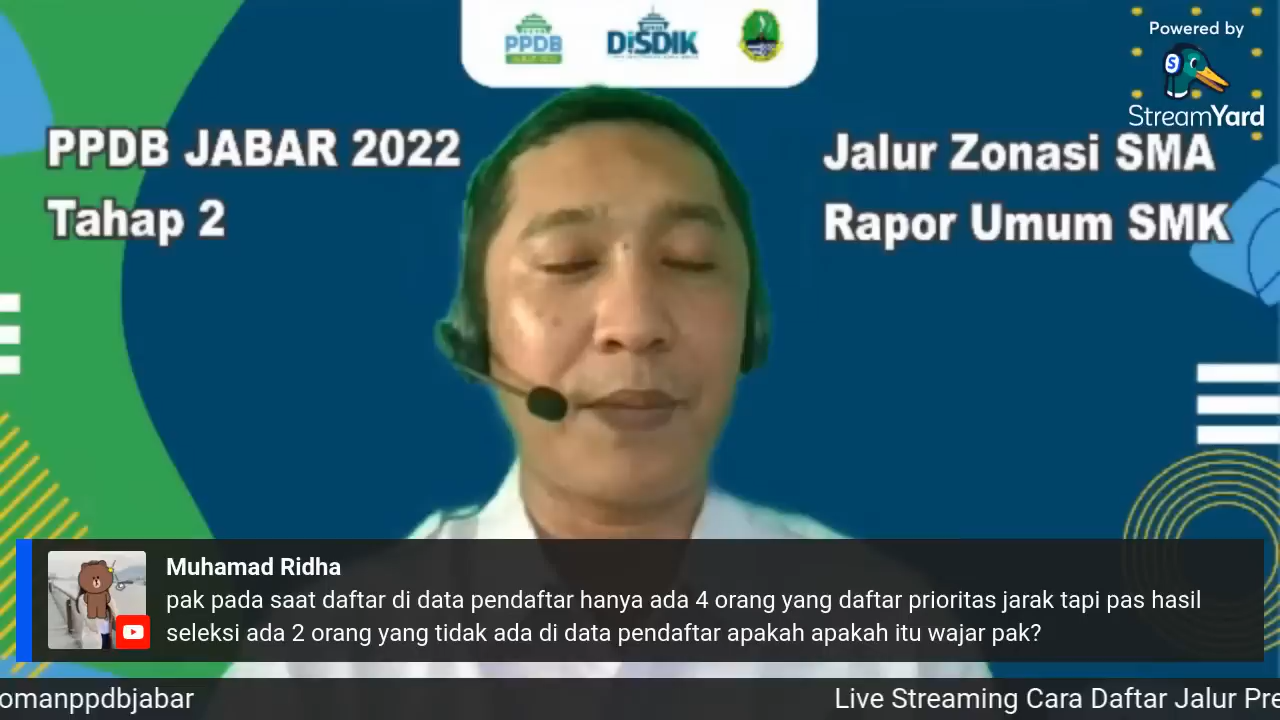 PPDB
DISDIK
Powered by
StreamYard
PPDB JABAR 2022
Tahap 2
Jalur Zonasi SMA
Rapor Umum SMK
Muhamad Ridha
pak pada saat daftar di data pendaftar hanya ada 4 orang yang daftar prioritas jarak tapi pas hasil
seleksi ada 2 orang yang tidak ada di data pendaftar apakah apakah itu wajar pak?
omanppdbjabar
Live Streaming Cara Daftar Jalur Pre